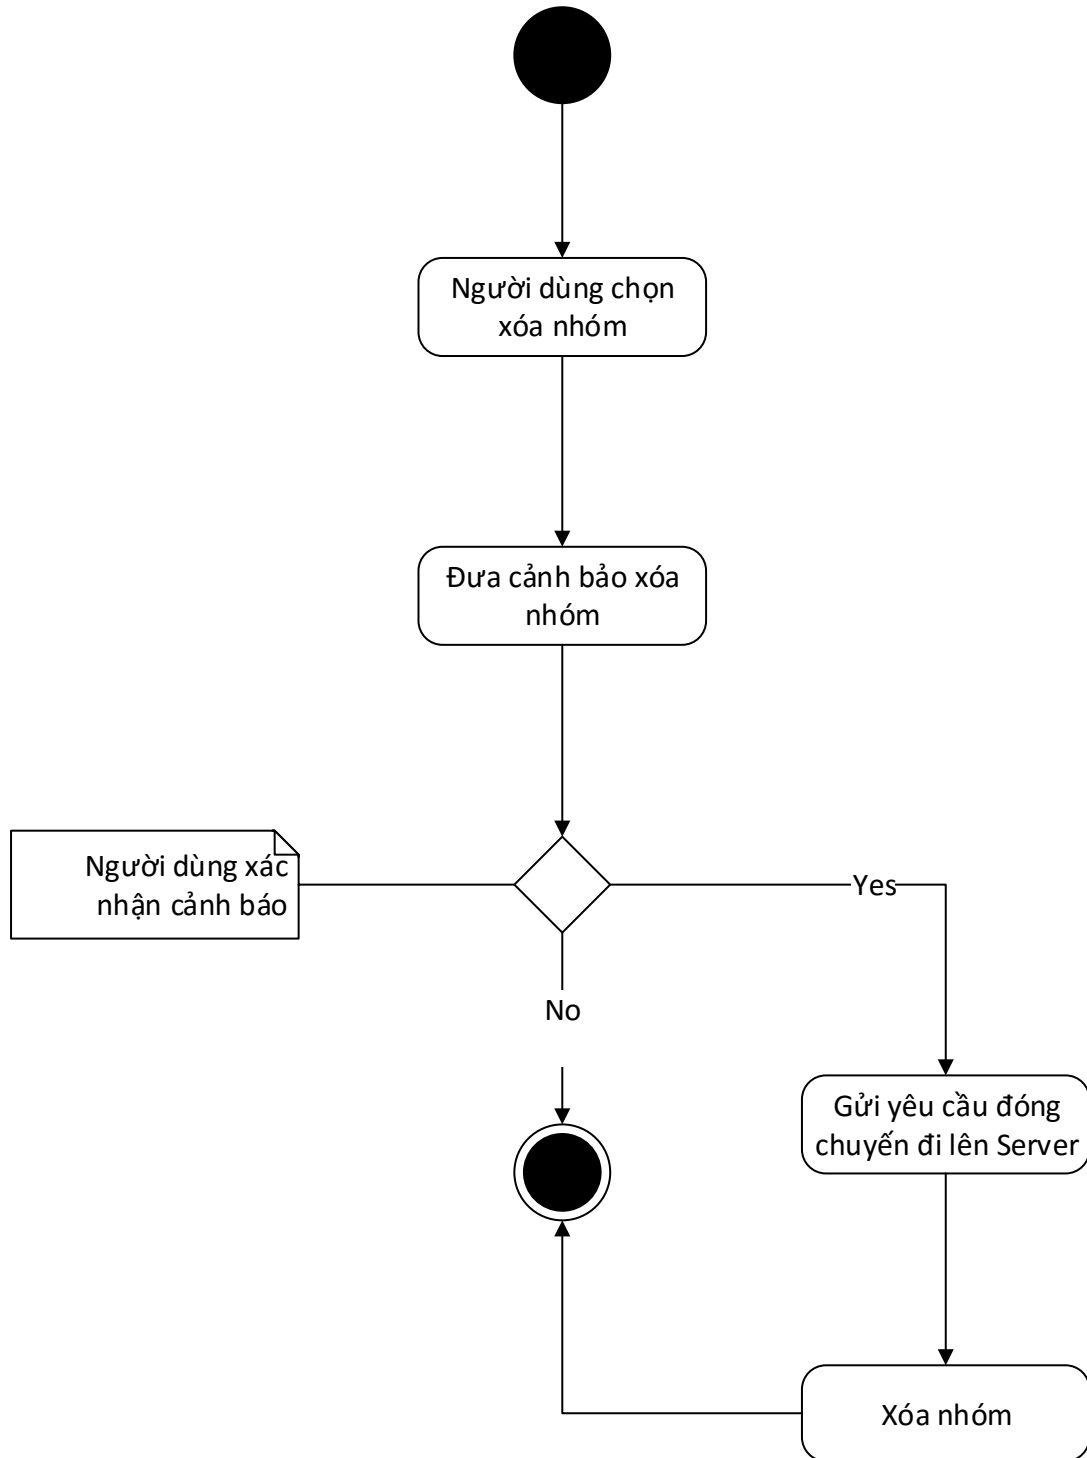 Người dùng chọn
xóa nhóm
Đưa cảnh bảo xóa
nhóm
Người dùng xác
nhận cảnh báo
Yes
No
Gửi yêu cầu đóng
chuyến đi lên Server
Xóa nhóm